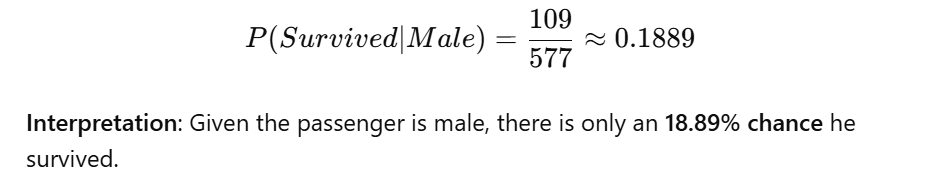 P(Survived|Male) = 109/577 ≈ 0.1889
Interpretation: Given the passenger is male, there is only an 18.89% chance he
survived.